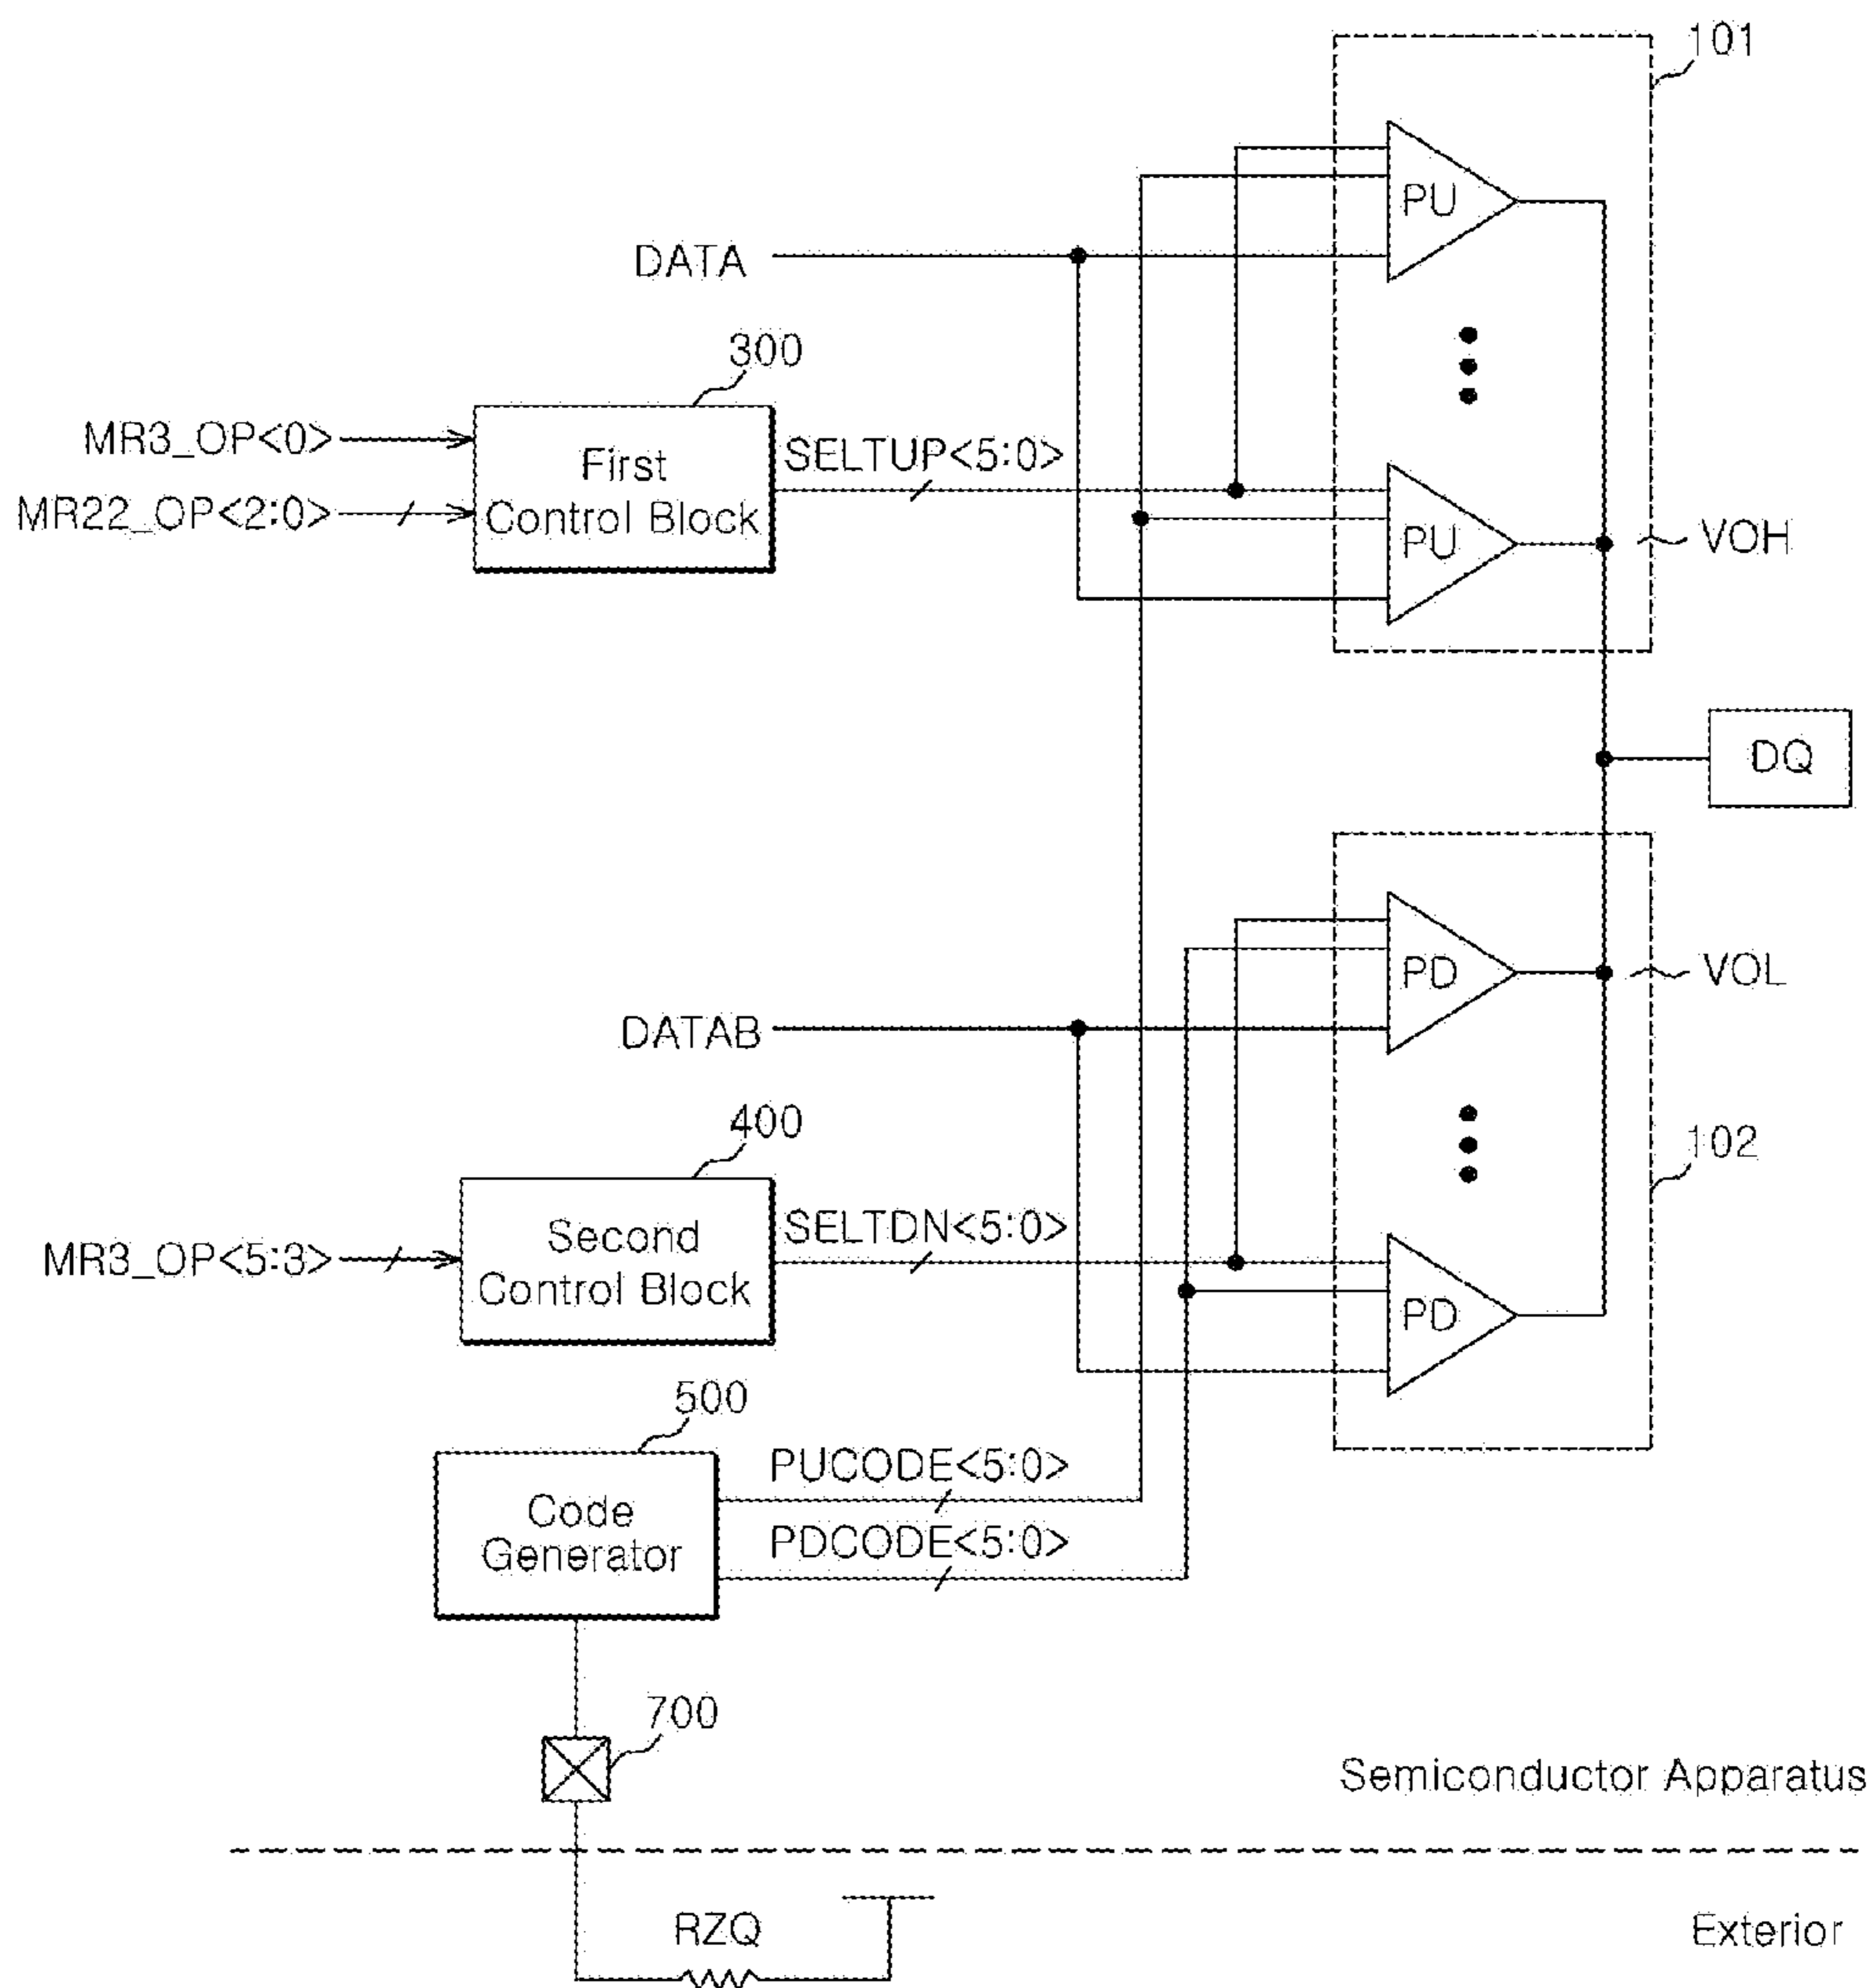 101
PU
DATA
300
MR3_OP<0>
First
Control Block
SELTUP<5:0>
MR22_OP<2:0>
PU
VOH
DQ
PD
VOL
DATAB
400
102
MR3_OP<5:3>
Second
Control Block
SELTDN<5:0>
PD
500
Code
Generator
PUCODE<5:0>
PDCODE<5:0>
700
Semiconductor Apparatus
RZQ
Exterior